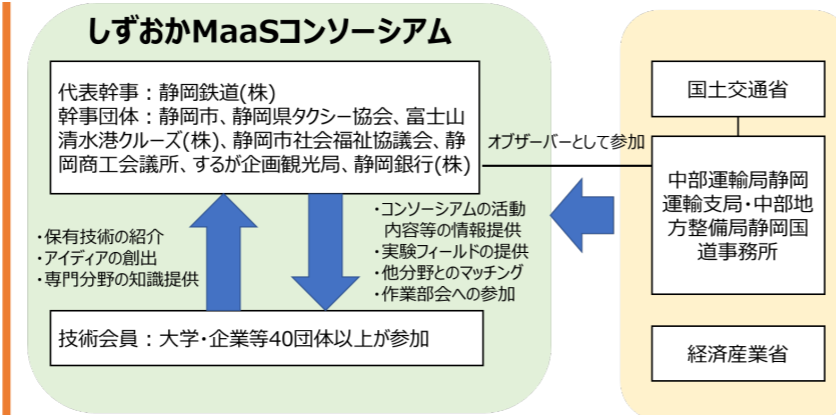 しずおかMaaSコンソーシアム
代表幹事：静岡鉄道(株)
幹事団体：静岡市、静岡県タクシー協会、富士山
清水港クルーズ(株)、静岡市社会福祉協議会、静
岡商工会議所、するが企画観光局、静岡銀行(株)
・保有技術の紹介
・アイディアの創出
・専門分野の知識提供
・コンソーシアムの活動
内容等の情報提供
・実験フィールドの提供
・他分野とのマッチング
・作業部会への参加
技術会員：大学・企業等40団体以上が参加
オブザーバーとして参加
国土交通省
中部運輸局静岡
運輸支局・中部地
方整備局静岡国
道事務所
経済産業省